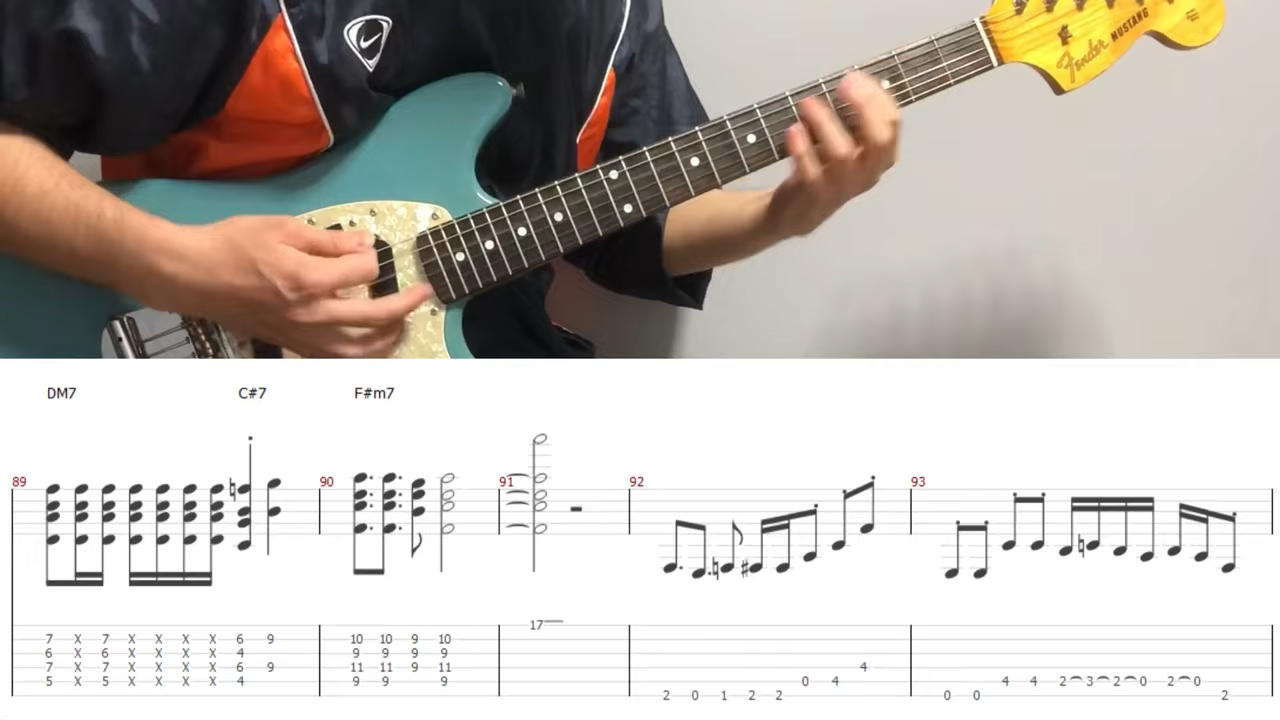 Fender MUSTANG
DM7 C#7 F#m7
89 90 91 92 93
17
7 X 7 X X X X 6 9 10 10 9 10
6 X 6 X X X X 4 9 9 9 9
7 X 7 X X X X 6 9 11 11 9 11 4
5 X 5 X X X X 4 9 9 9 0 4 4 4 2 3 2 0 2 0
2 0 1 2 2 0 0 2